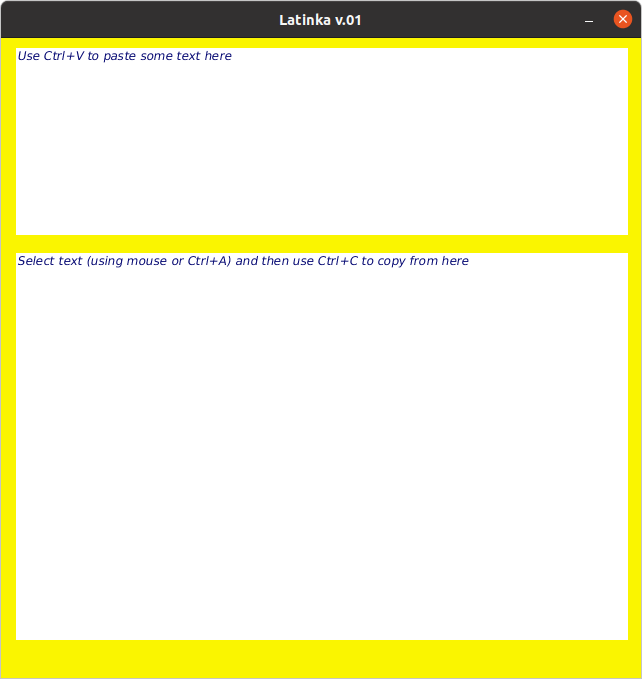 Latinka v.01
Use Ctrl+V to paste some text here
Select text (using mouse or Ctrl+A) and then use Ctrl+C to copy from here